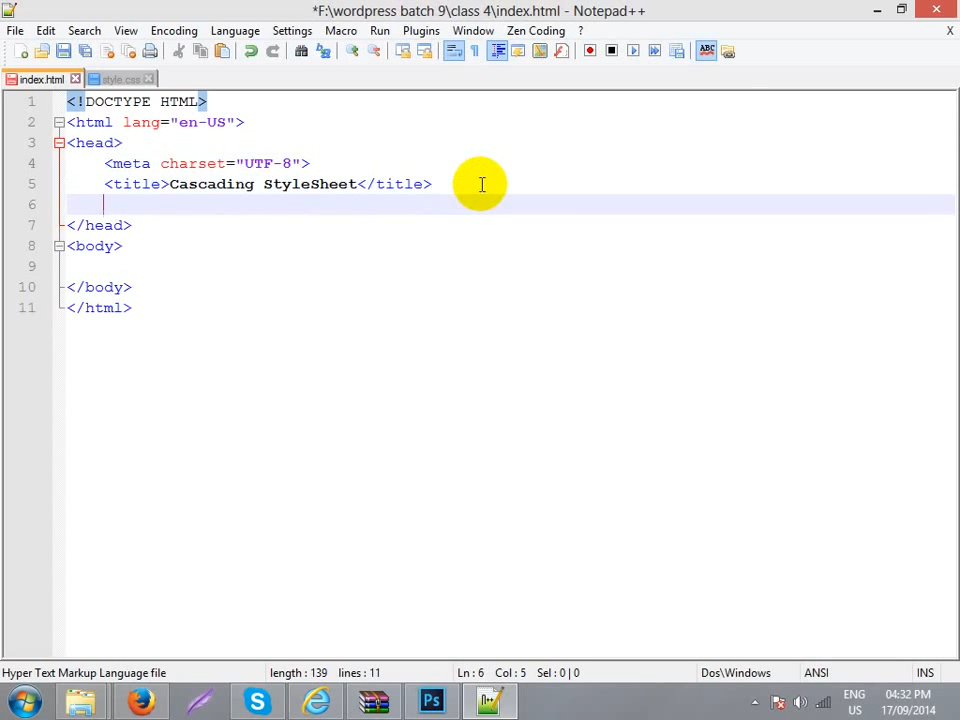 *F:\wordpress batch 9\class 4\index.html - Notepad++
File Edit Search View Encoding Language Settings Macro Run Plugins Window Zen Coding ? X
ABC
index.html style.css
1 <!DOCTYPE HTML>
2 <html lang="en-US">
3 <head>
4 <meta charset="UTF-8">
5 <title>Cascading StyleSheet</title>
6
7 </head>
8 <body>
9
10 </body>
11 </html>
Hyper Text Markup Language file length : 139 lines : 11 Ln : 6 Col : 5 Sel : 0 | 0 Dos\Windows ANSI INS
ENG 04:32 PM
US 17/09/2014